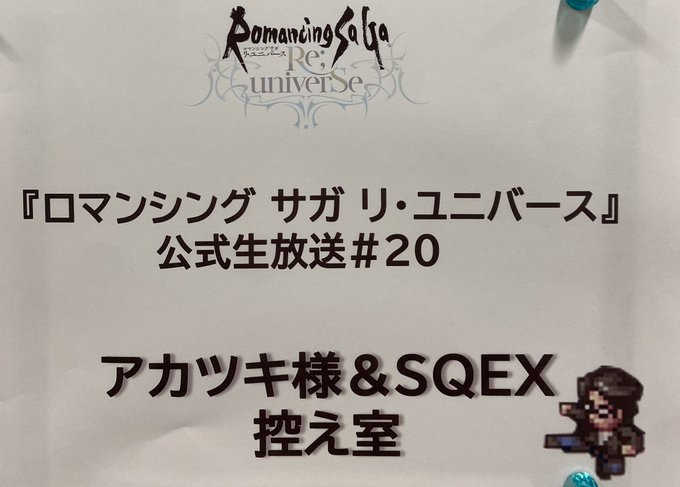 Romancing SaGa
ロマンシング サガ
リ・ユニバース
Re;
univerSe
『ロマンシング サガ リ・ユニバース』
公式生放送#20
アカツキ様&SQEX
控え室